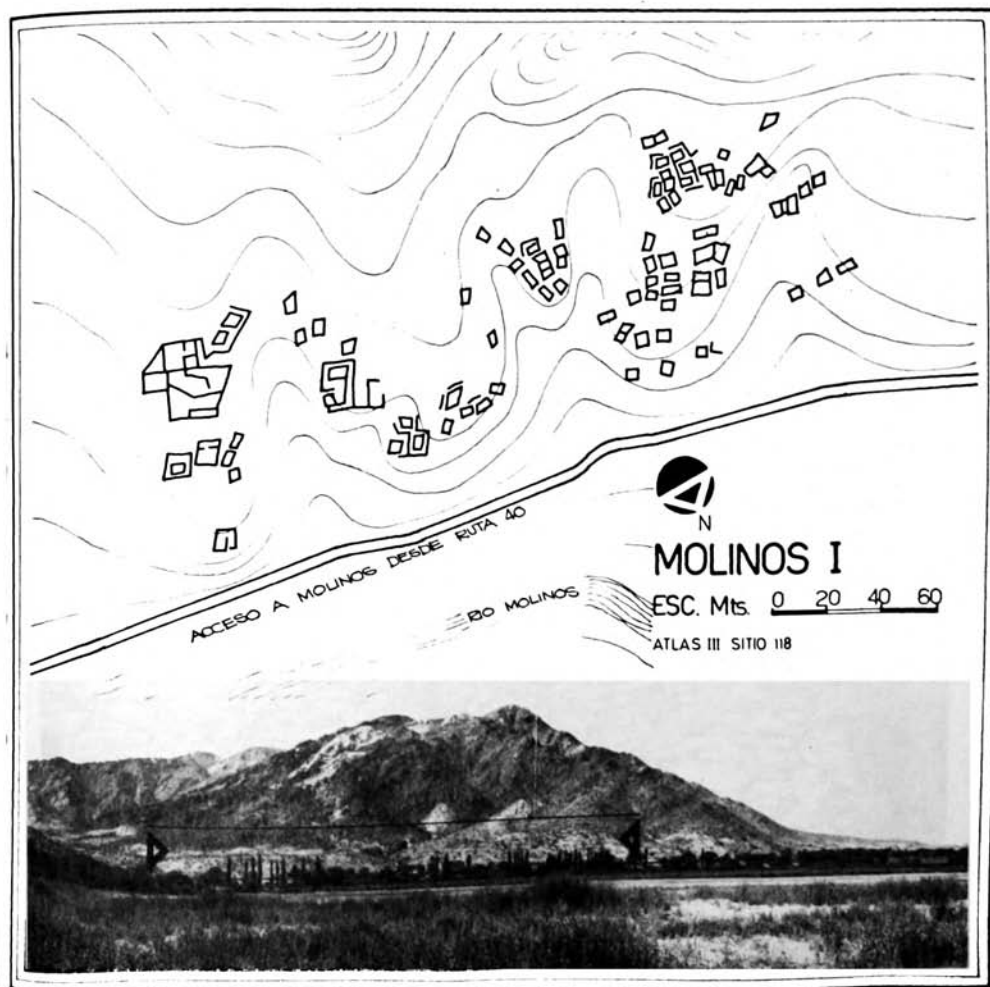 ACCESO A MOLINOS DESDE RUTA 40
RIO MOLINOS
N
MOLINOS I
ESC. Mts. 0 20 40 60
ATLAS III SITIO 118